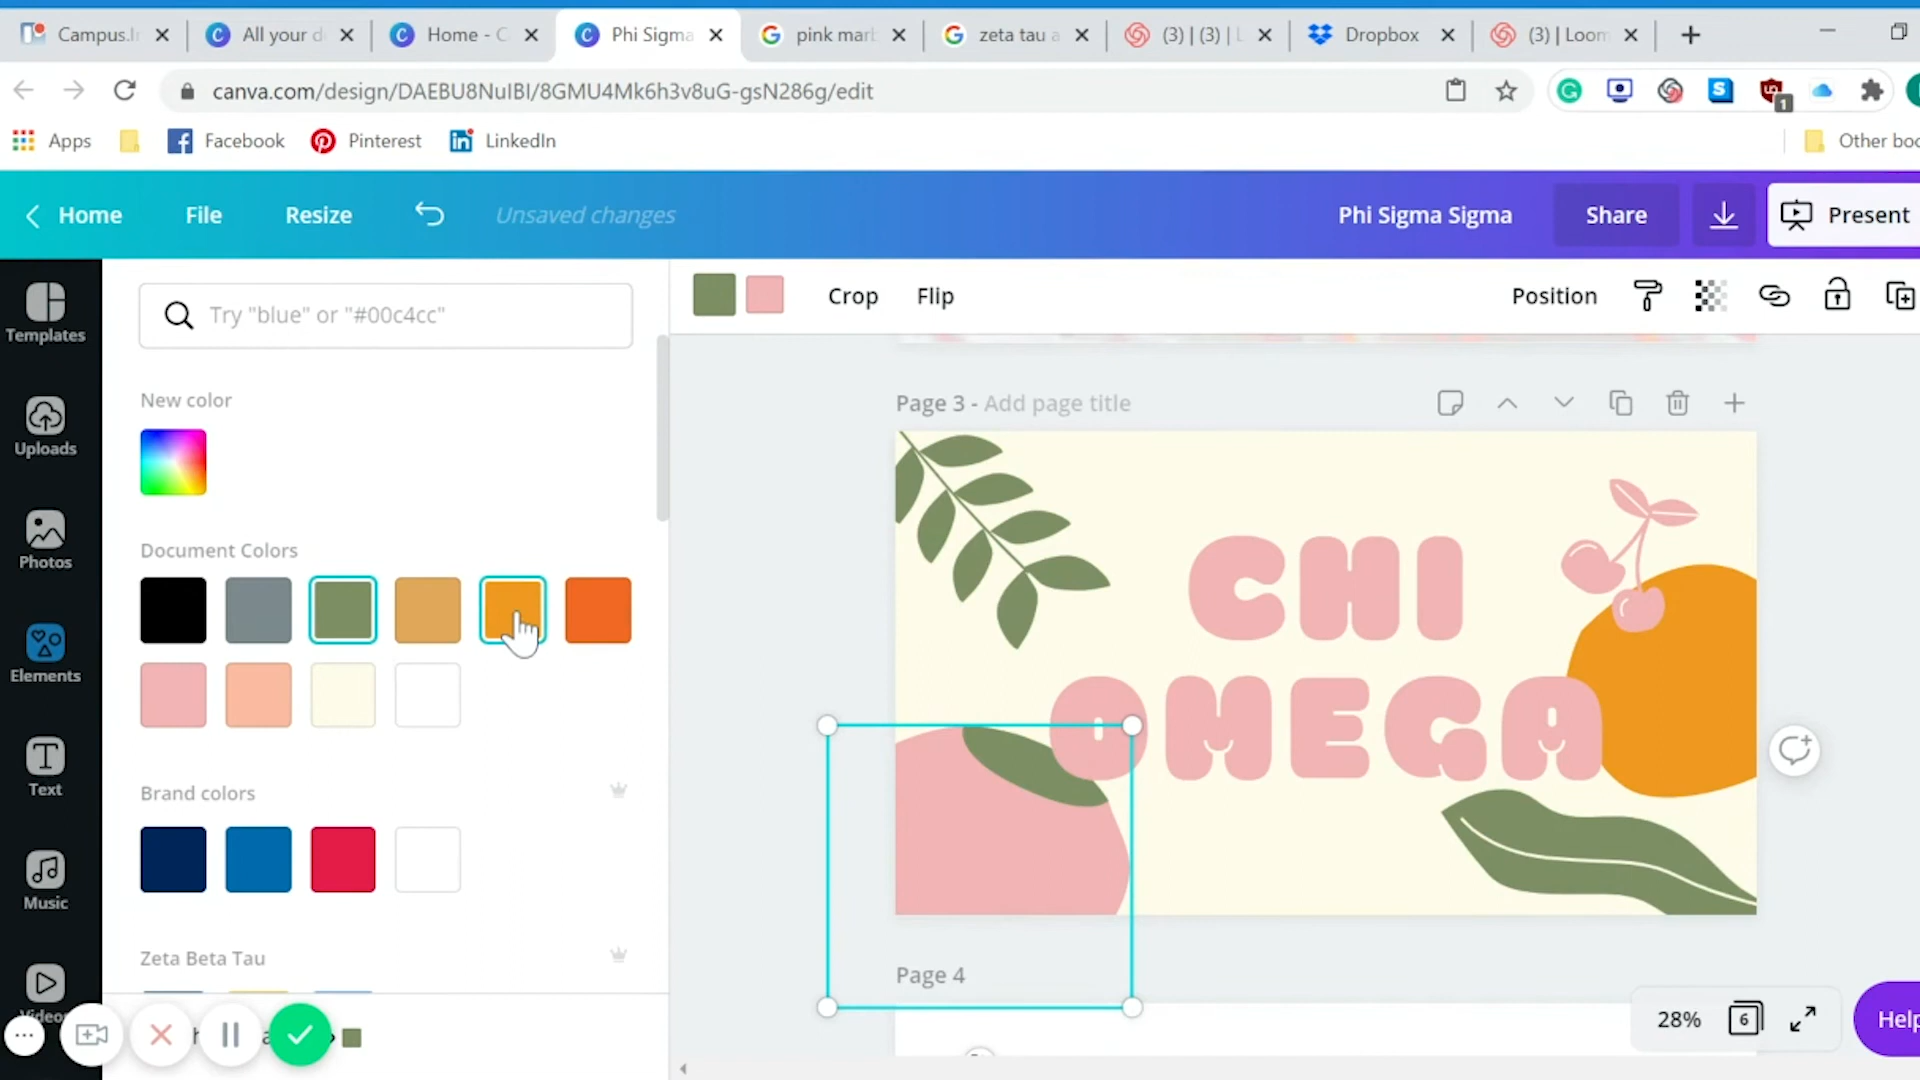 Campus.I
All your d
Home - C
Phi Sigma
pink mar
zeta tau a
(3) | (3) | L
Dropbox
(3) | Loom
canva.com/design/DAEBU8NuIBI/8GMU4Mk6h3v8uG-gsN286g/edit
1
Apps
Facebook
Pinterest
LinkedIn
Other boo
Home
File
Resize
Unsaved changes
Phi Sigma Sigma
Share
Present
Try "blue" or "#00c4cc"
Crop
Flip
Position
Templates
Uploads
Photos
Elements
Text
Music
Videos
New color
Document Colors
Brand colors
Zeta Beta Tau
Page 3 - Add page title
CHI
OMEGA
Page 4
28%
6
Help